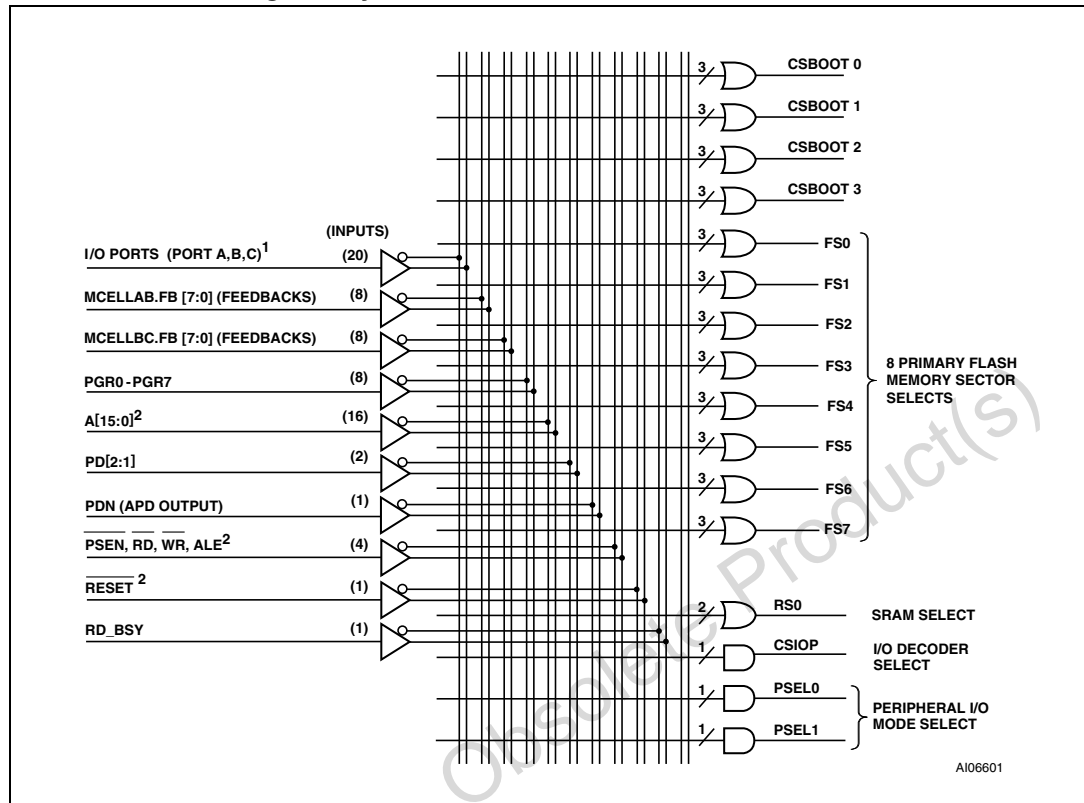 3
CSBOOT 0
3
CSBOOT 1
3
CSBOOT 2
3
CSBOOT 3
(INPUTS)
I/O PORTS (PORT A,B,C)1
(20)
MCELLAB.FB [7:0] (FEEDBACKS)
(8)
MCELLBC.FB [7:0] (FEEDBACKS)
(8)
PGR0 -PGR7
(8)
A[15:0]2
(16)
PD[2:1]
(2)
PDN (APD OUTPUT)
(1)
PSEN, RD, WR, ALE2
(4)
RESET 2
(1)
RD_BSY
(1)
3
FS0
3
FS1
3
FS2
3
FS3
3
FS4
3
FS5
3
FS6
3
FS7
8 PRIMARY FLASH
MEMORY SECTOR
SELECTS
2
RS0
SRAM SELECT
1
CSIOP
I/O DECODER
SELECT
1
PSEL0
1
PSEL1
PERIPHERAL I/O
MODE SELECT
AI06601
Obsolete Product(s)